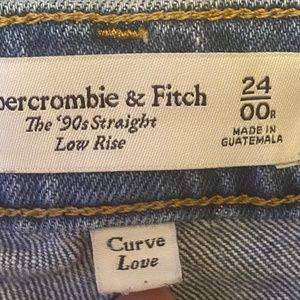 bercrombie & Fitch
The '90s Straight
Low Rise
24
00R
MADE IN
GUATEMALA
Curve
Love